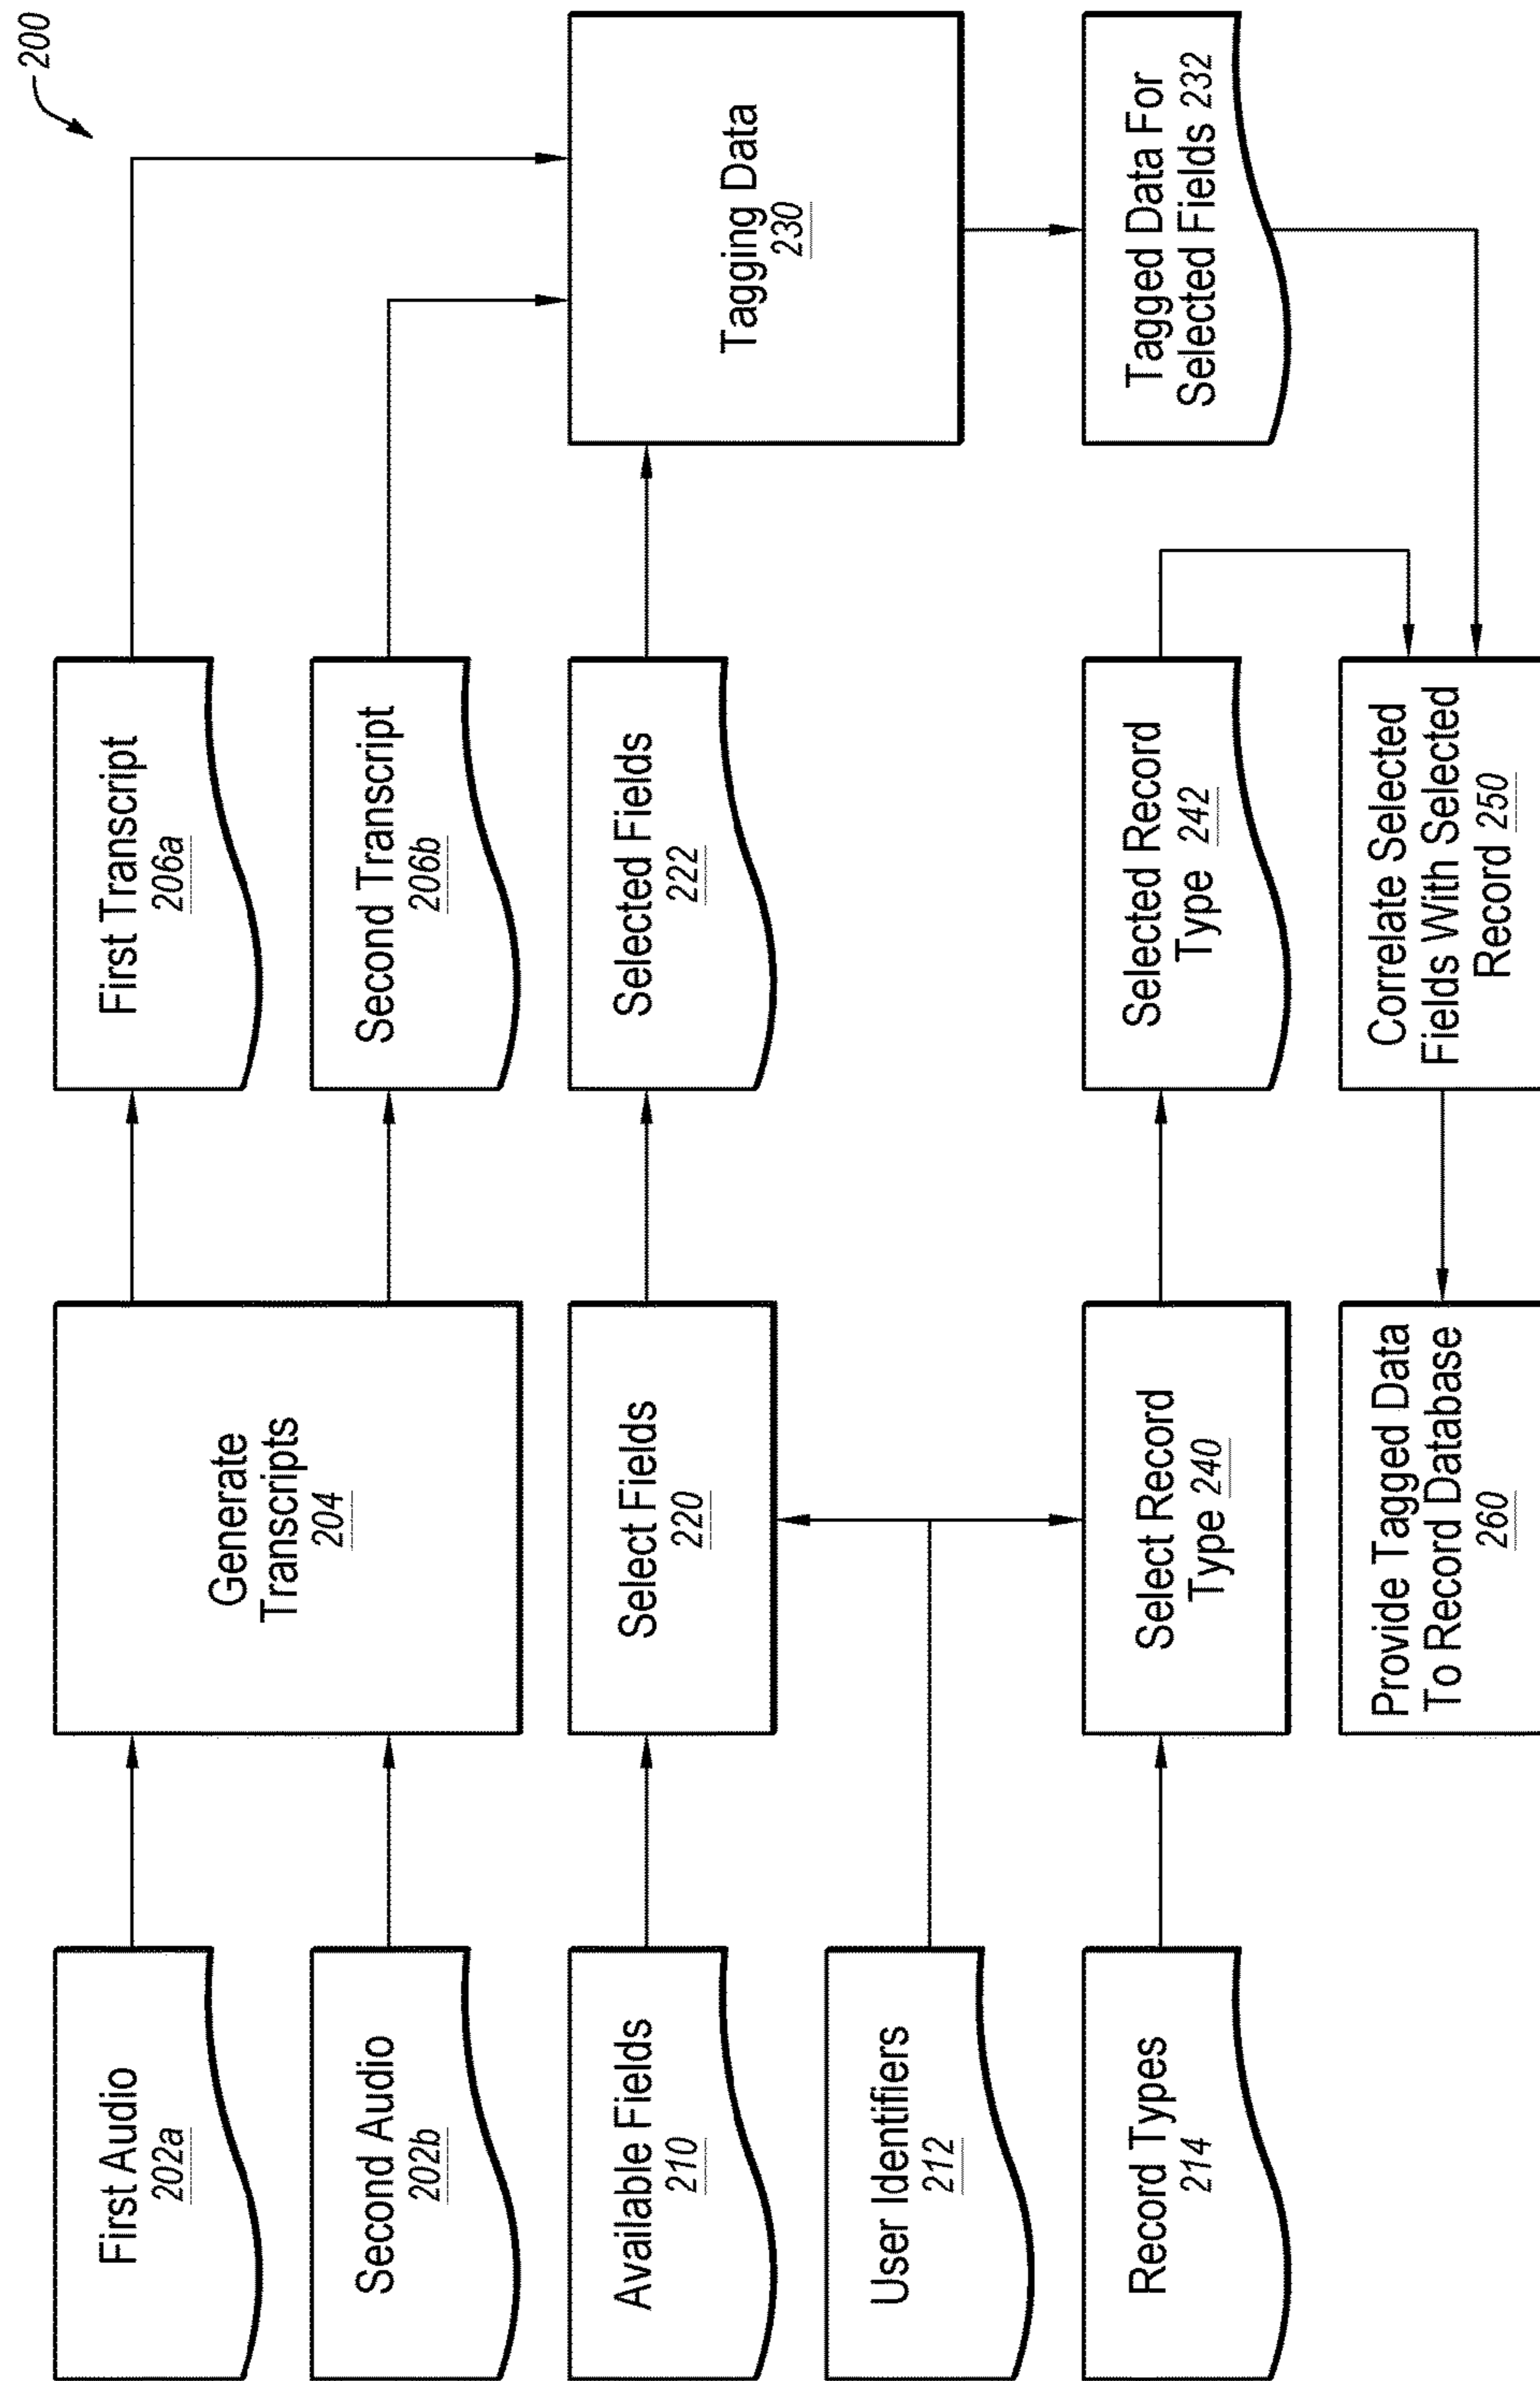 200
First Audio
202a
Generate
Transcripts
204
First Transcript
206a
Second Audio
202b
Second Transcript
206b
Available Fields
210
Select Fields
220
Selected Fields
222
Tagging Data
230
User Identifiers
212
Record Types
214
Select Record
Type 240
Selected Record
Type 242
Tagged Data For
Selected Fields 232
Provide Tagged Data
To Record Database
260
Correlate Selected
Fields With Selected
Record 250